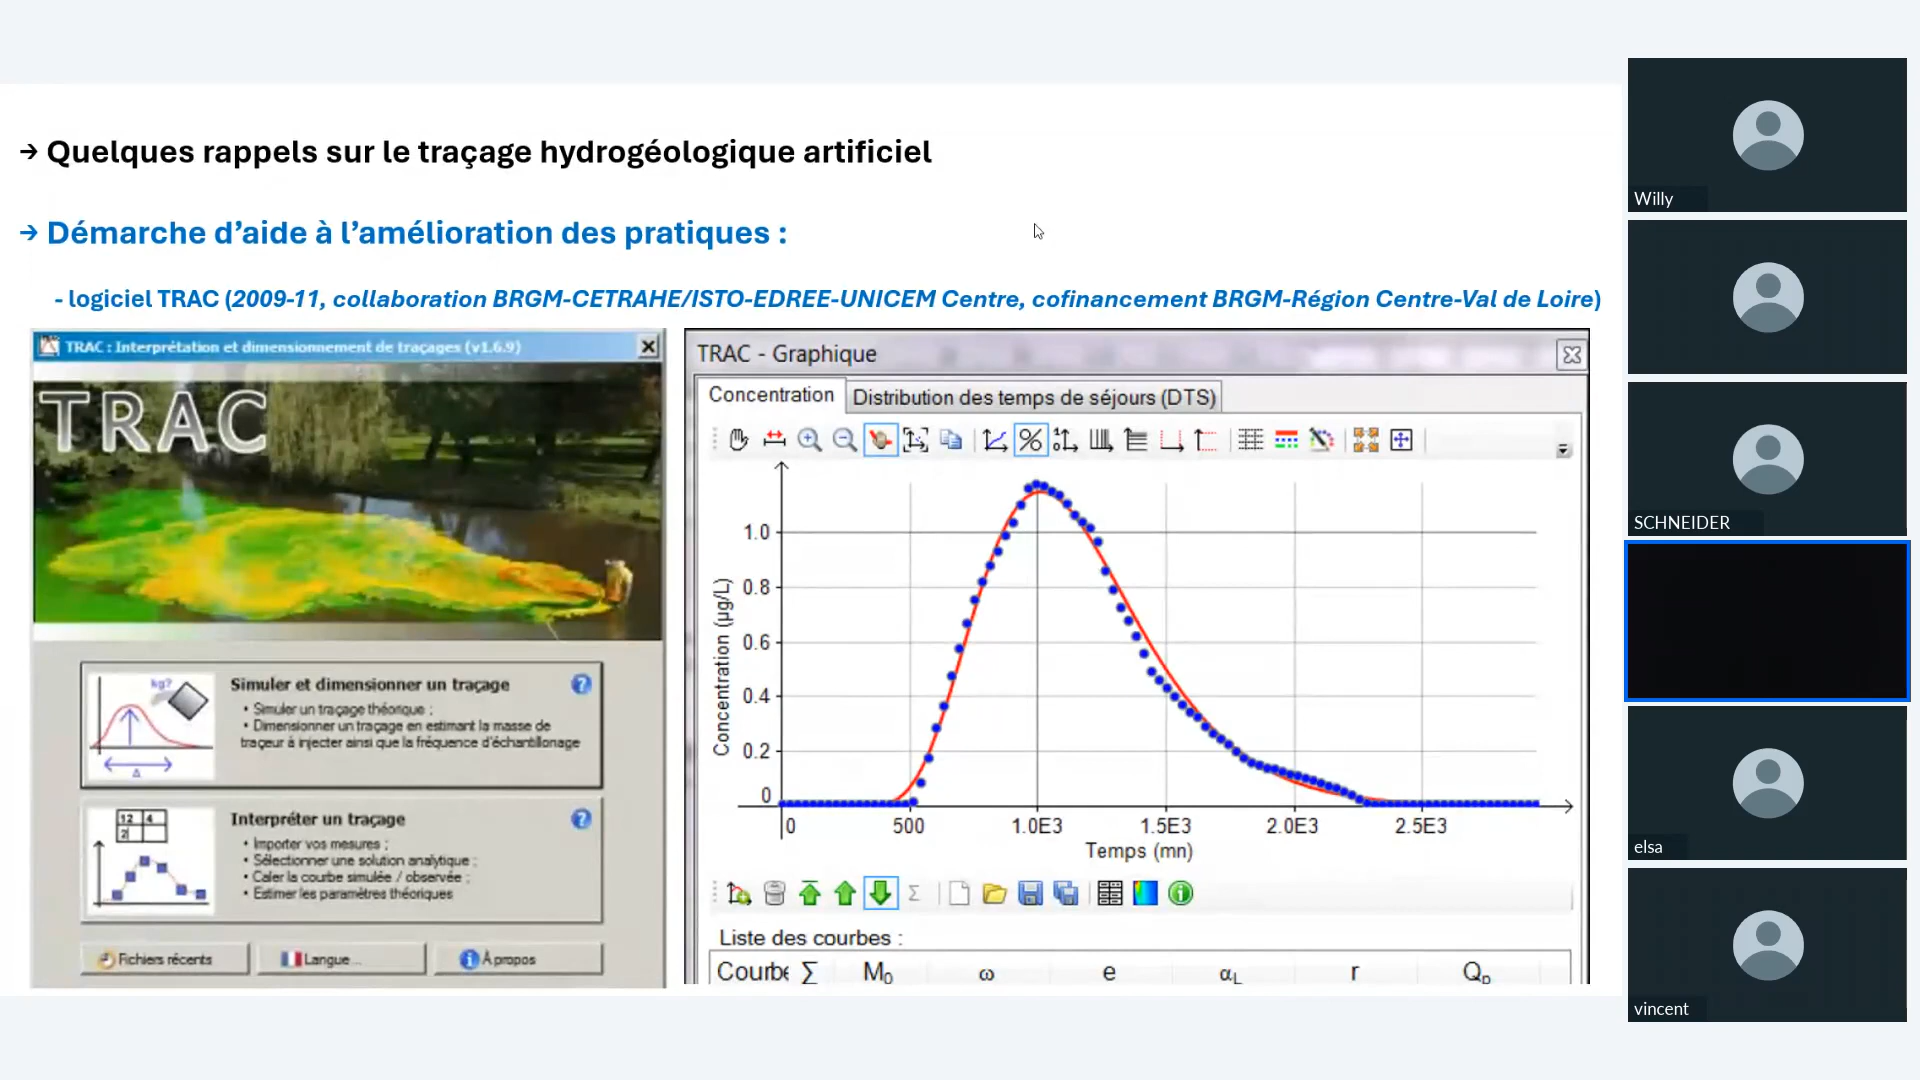 → Quelques rappels sur le traçage hydrogéologique artificiel
→ Démarche d’aide à l’amélioration des pratiques :
- logiciel TRAC (2009-11, collaboration BRGM-CETRAHE/ISTO-EDREE-UNICEM Centre, cofinancement BRGM-Région Centre-Val de Loire)
TRAC : Interprétation et dimensionnement de traçages (v1.6.9)
TRAC
kg?
Δ
Simuler et dimensionner un traçage
• Simuler un traçage théorique ;
• Dimensionner un traçage en estimant la masse de
traceur à injecter ainsi que la fréquence d'échantillonage
12 4
2
Interpréter un traçage
• Importer vos mesures ;
• Sélectionner une solution analytique ;
• Caler la courbe simulée / observée ;
• Estimer les paramètres théoriques
Fichiers récents
Langue ...
À propos
TRAC - Graphique
Concentration
Distribution des temps de séjours (DTS)
Concentration (µg/L)
1.0
0.8
0.6
0.4
0.2
0
0 500 1.0E3 1.5E3 2.0E3 2.5E3
Temps (mn)
Liste des courbes :
Courbe Σ M0 ω e αL r Qp
Willy
SCHNEIDER
elsa
vincent